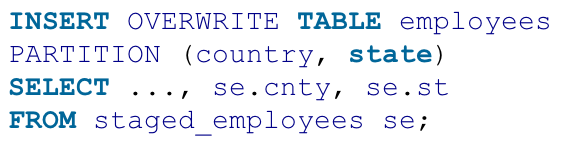 INSERT OVERWRITE TABLE employees
PARTITION (country, state)
SELECT ..., se.cnty, se.st
FROM staged_employees se;